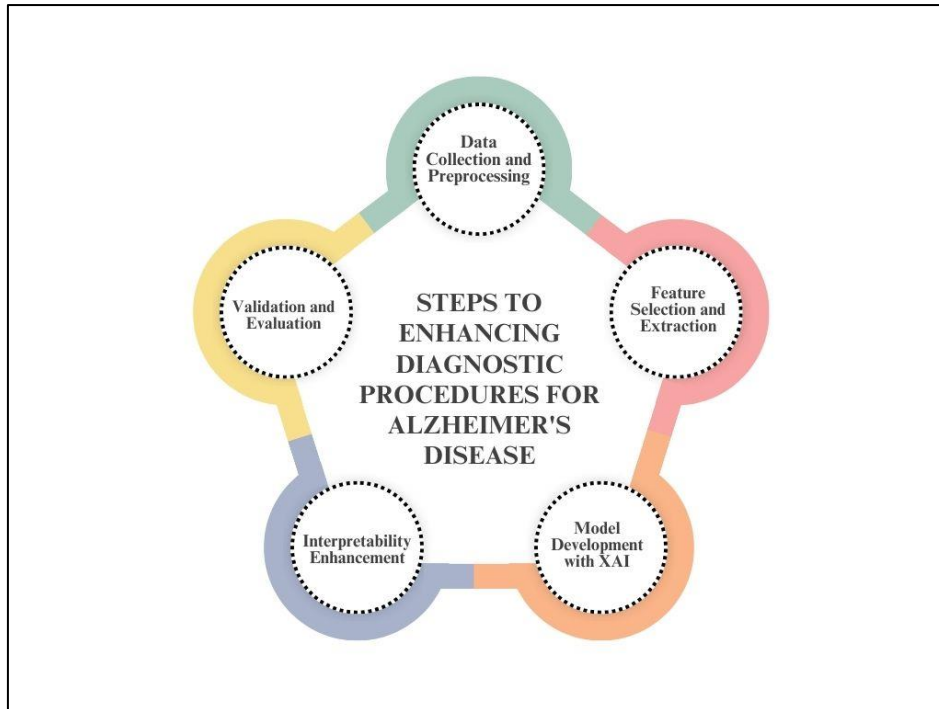 Data
Collection and
Preprocessing
Feature
Selection and
Extraction
Model
Development
with XAI
Interpretability
Enhancement
Validation and
Evaluation
STEPS TO
ENHANCING
DIAGNOSTIC
PROCEDURES FOR
ALZHEIMER'S
DISEASE